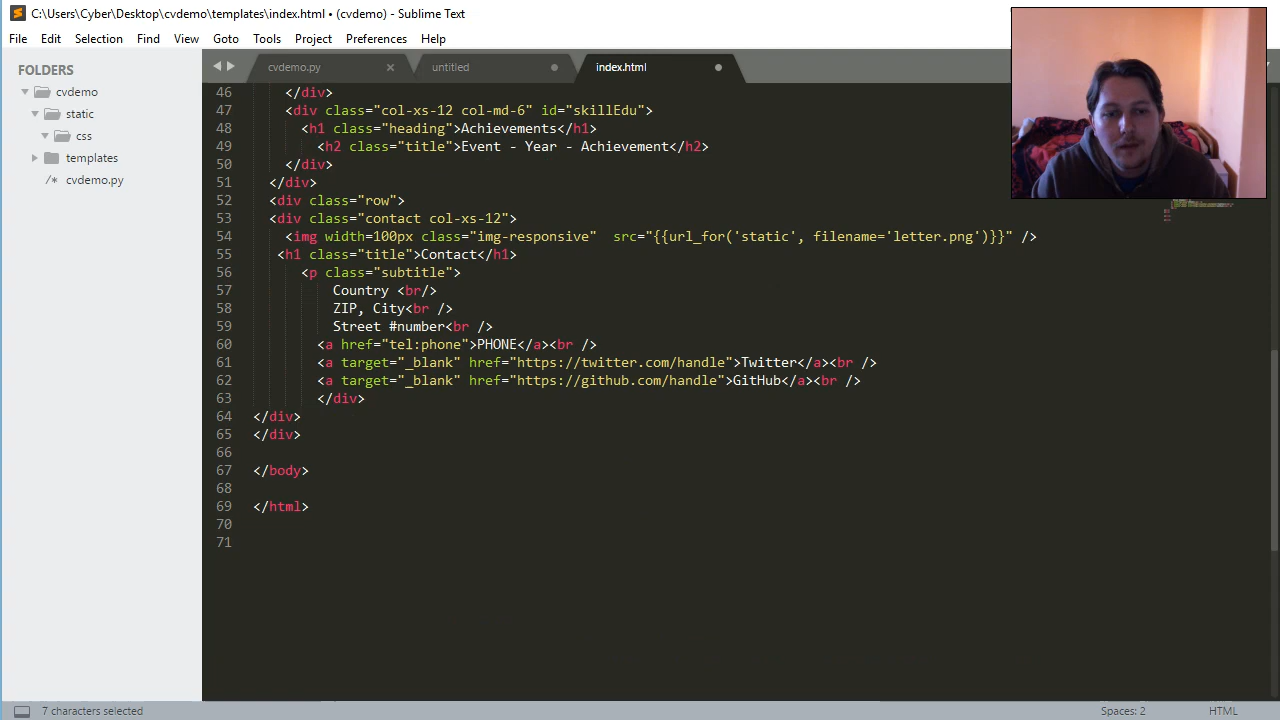 C:\Users\Cyber\Desktop\cvdemo\templates\index.html • (cvdemo) - Sublime Text
File Edit Selection Find View Goto Tools Project Preferences Help
FOLDERS
cvdemo
static
css
templates
/* cvdemo.py
cvdemo.py × untitled index.html
46 </div>
47 <div class="col-xs-12 col-md-6" id="skillEdu">
48 <h1 class="heading">Achievements</h1>
49 <h2 class="title">Event - Year - Achievement</h2>
50 </div>
51 </div>
52 <div class="row">
53 <div class="contact col-xs-12">
54 <img width=100px class="img-responsive"  src="{{url_for('static', filename='letter.png')}}" />
55 <h1 class="title">Contact</h1>
56 <p class="subtitle">
57 Country <br/>
58 ZIP, City<br />
59 Street #number<br />
60 <a href="tel:phone">PHONE</a><br />
61 <a target="_blank" href="https://twitter.com/handle">Twitter</a><br />
62 <a target="_blank" href="https://github.com/handle">GitHub</a><br />
63 </div>
64 </div>
65 </div>
66
67 </body>
68
69 </html>
70
71
7 characters selected
Spaces: 2 HTML